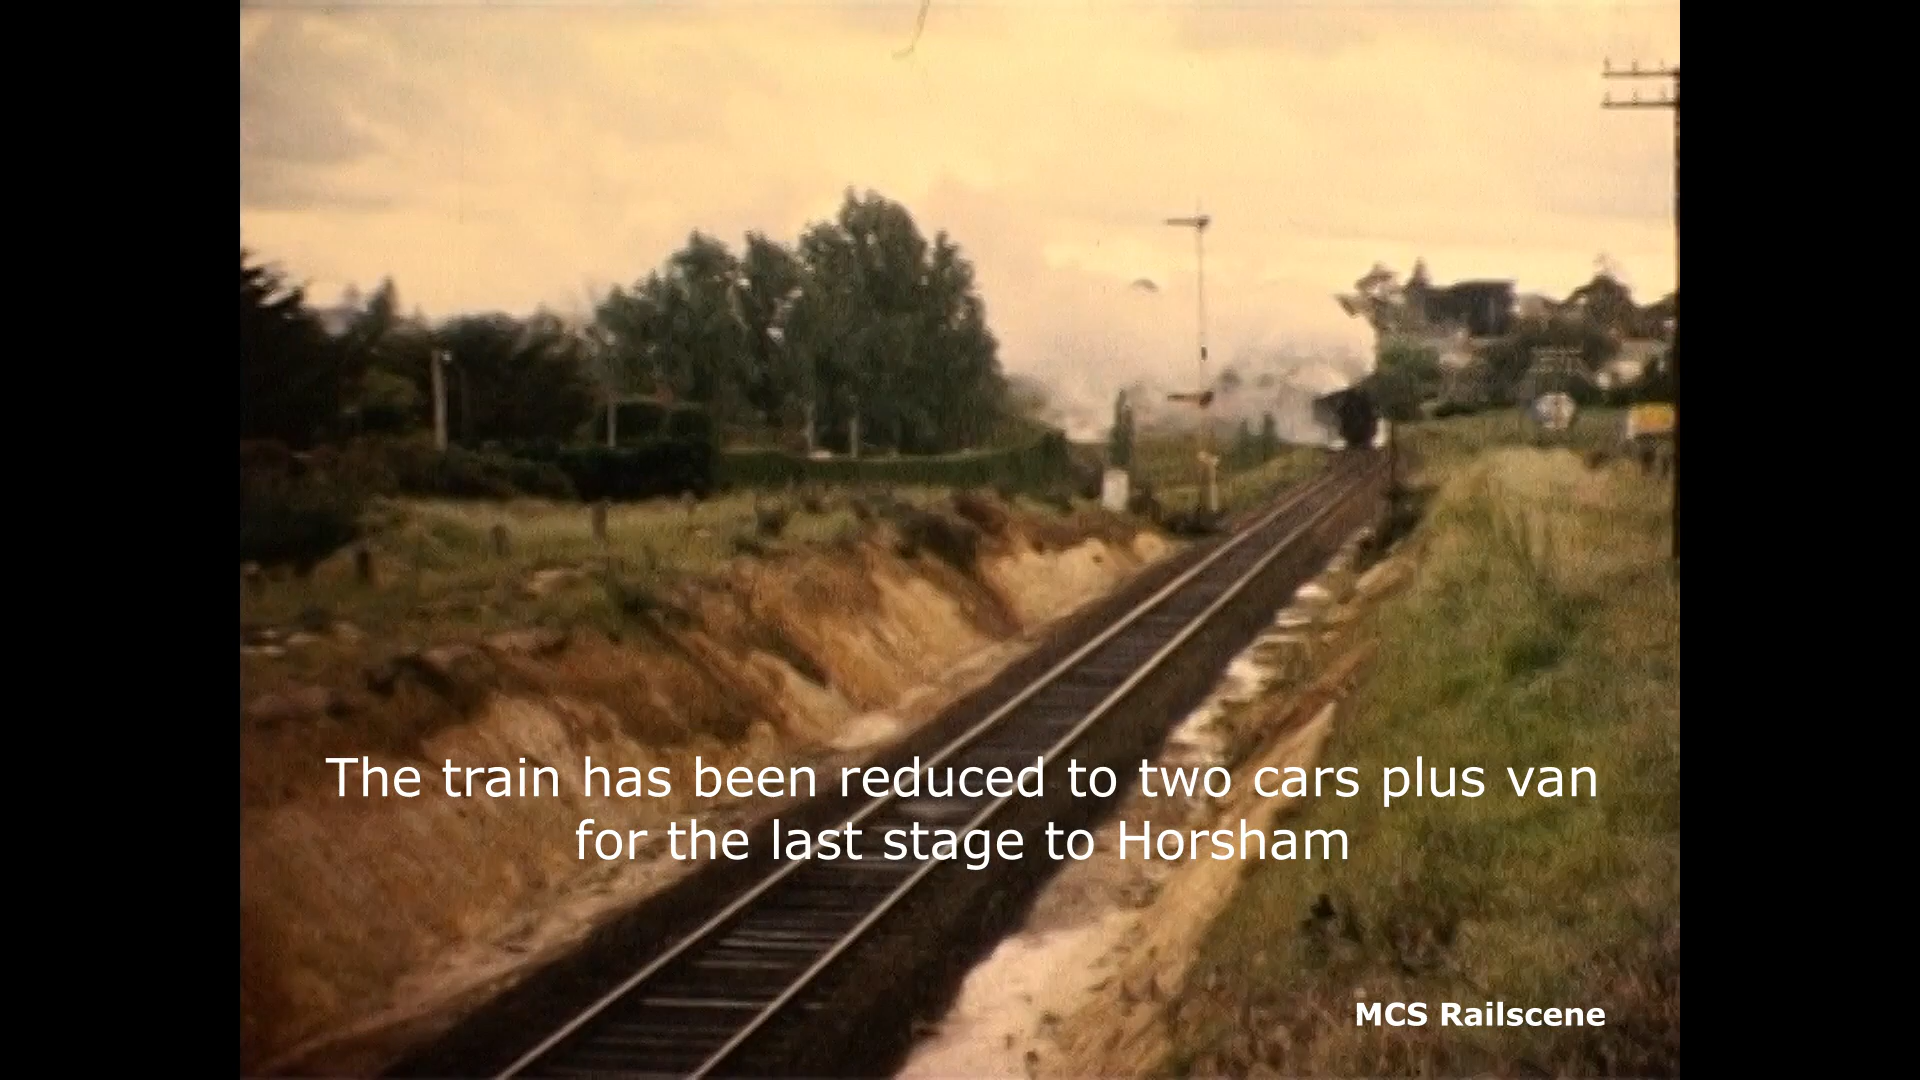 The train has been reduced to two cars plus van
for the last stage to Horsham
MCS Railscene